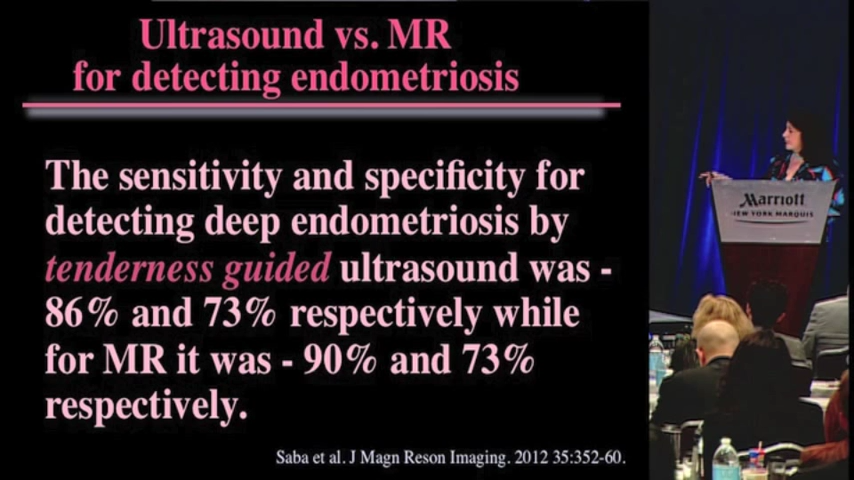 Ultrasound vs. MR
for detecting endometriosis
The sensitivity and specificity for
detecting deep endometriosis by
tenderness guided ultrasound was -
86% and 73% respectively while
for MR it was - 90% and 73%
respectively.
Saba et al. J Magn Reson Imaging. 2012 35:352-60.
Marriott
NEW YORK MARQUIS